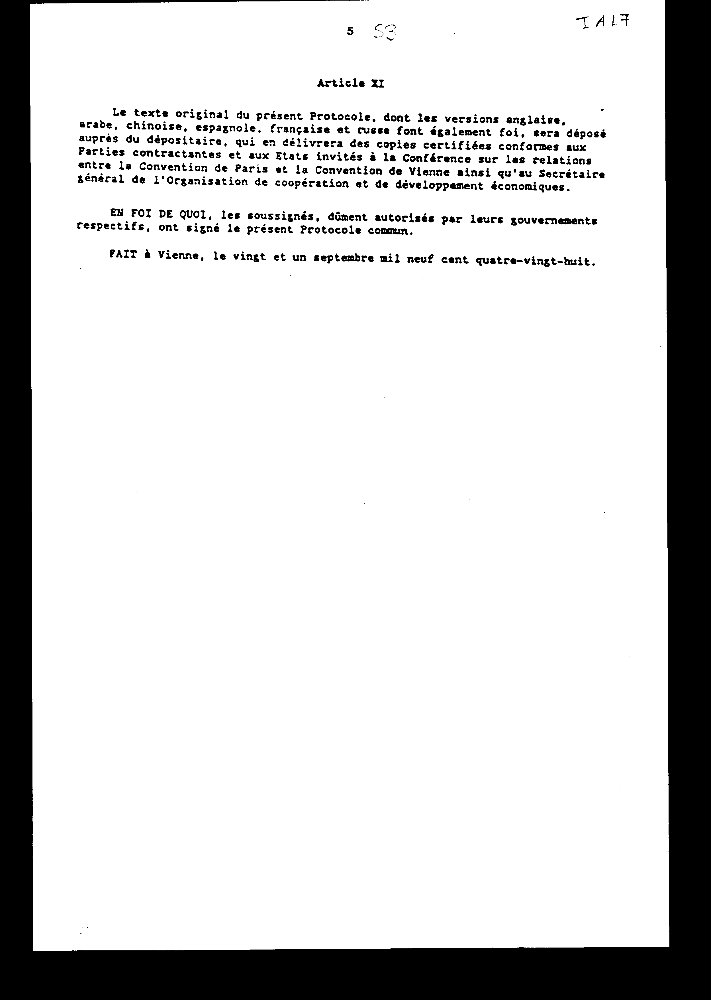 5 53 IA17
Article XI
Le texte original du présent Protocole, dont les versions anglaise,
arabe, chinoise, espagnole, française et russe font également foi, sera déposé
auprès du dépositaire, qui en délivrera des copies certifiées conformes aux
Parties contractantes et aux Etats invités à la Conférence sur les relations
entre la Convention de Paris et la Convention de Vienne ainsi qu'au Secrétaire
général de l'Organisation de coopération et de développement économiques.
EN FOI DE QUOI, les soussignés, dûment autorisés par leurs gouvernements
respectifs, ont signé le présent Protocole commun.
FAIT à Vienne, le vingt et un septembre mil neuf cent quatre-vingt-huit.